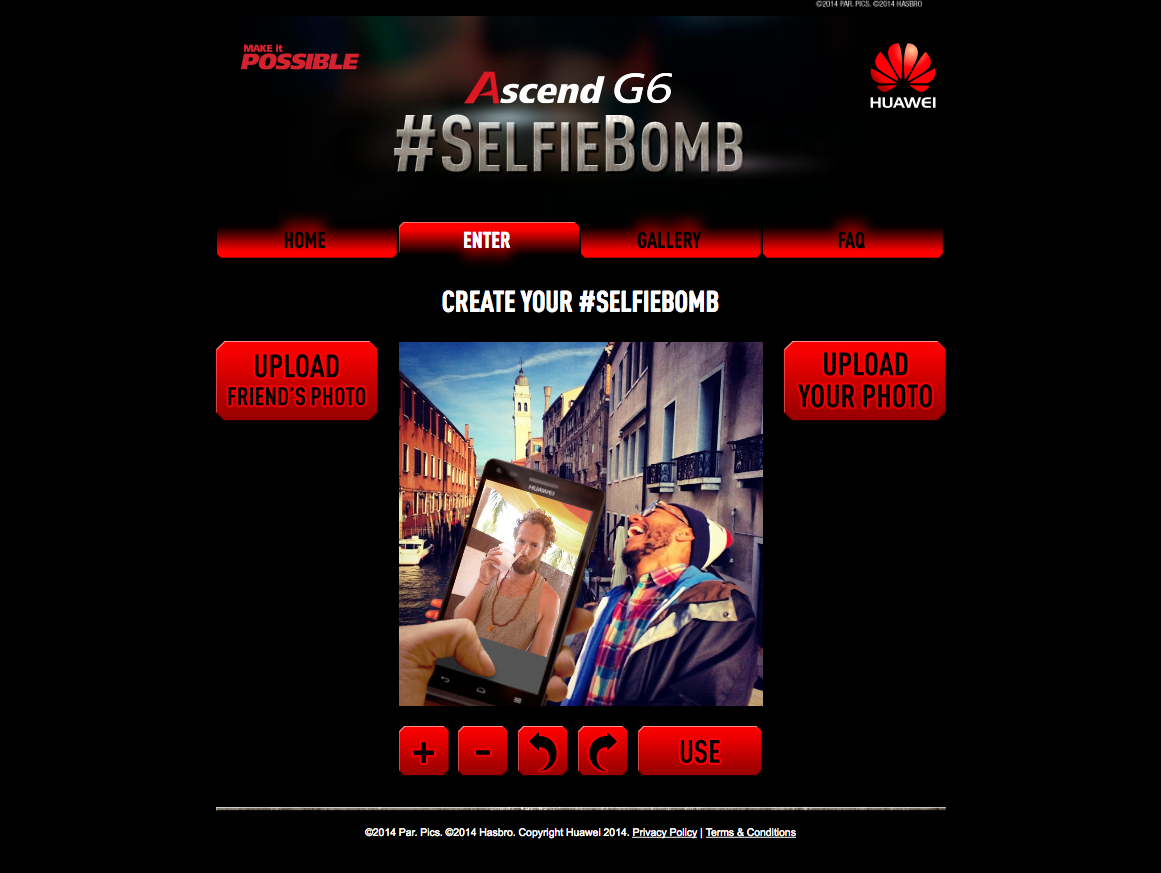 ©2014 PAR. PICS. ©2014 HASBRO
MAKE it
POSSIBLE
HUAWEI
Ascend G6
#SELFIEBOMB
HOME
ENTER
GALLERY
FAQ
CREATE YOUR #SELFIEBOMB
UPLOAD
FRIEND'S PHOTO
UPLOAD
YOUR PHOTO
HUAWEI
+
-
USE
©2014 Par. Pics. ©2014 Hasbro. Copyright Huawei 2014. Privacy Policy | Terms & Conditions